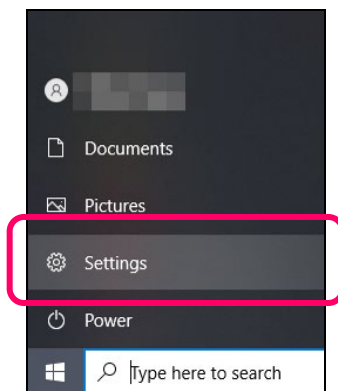 Documents
Pictures
Settings
Power
Type here to search